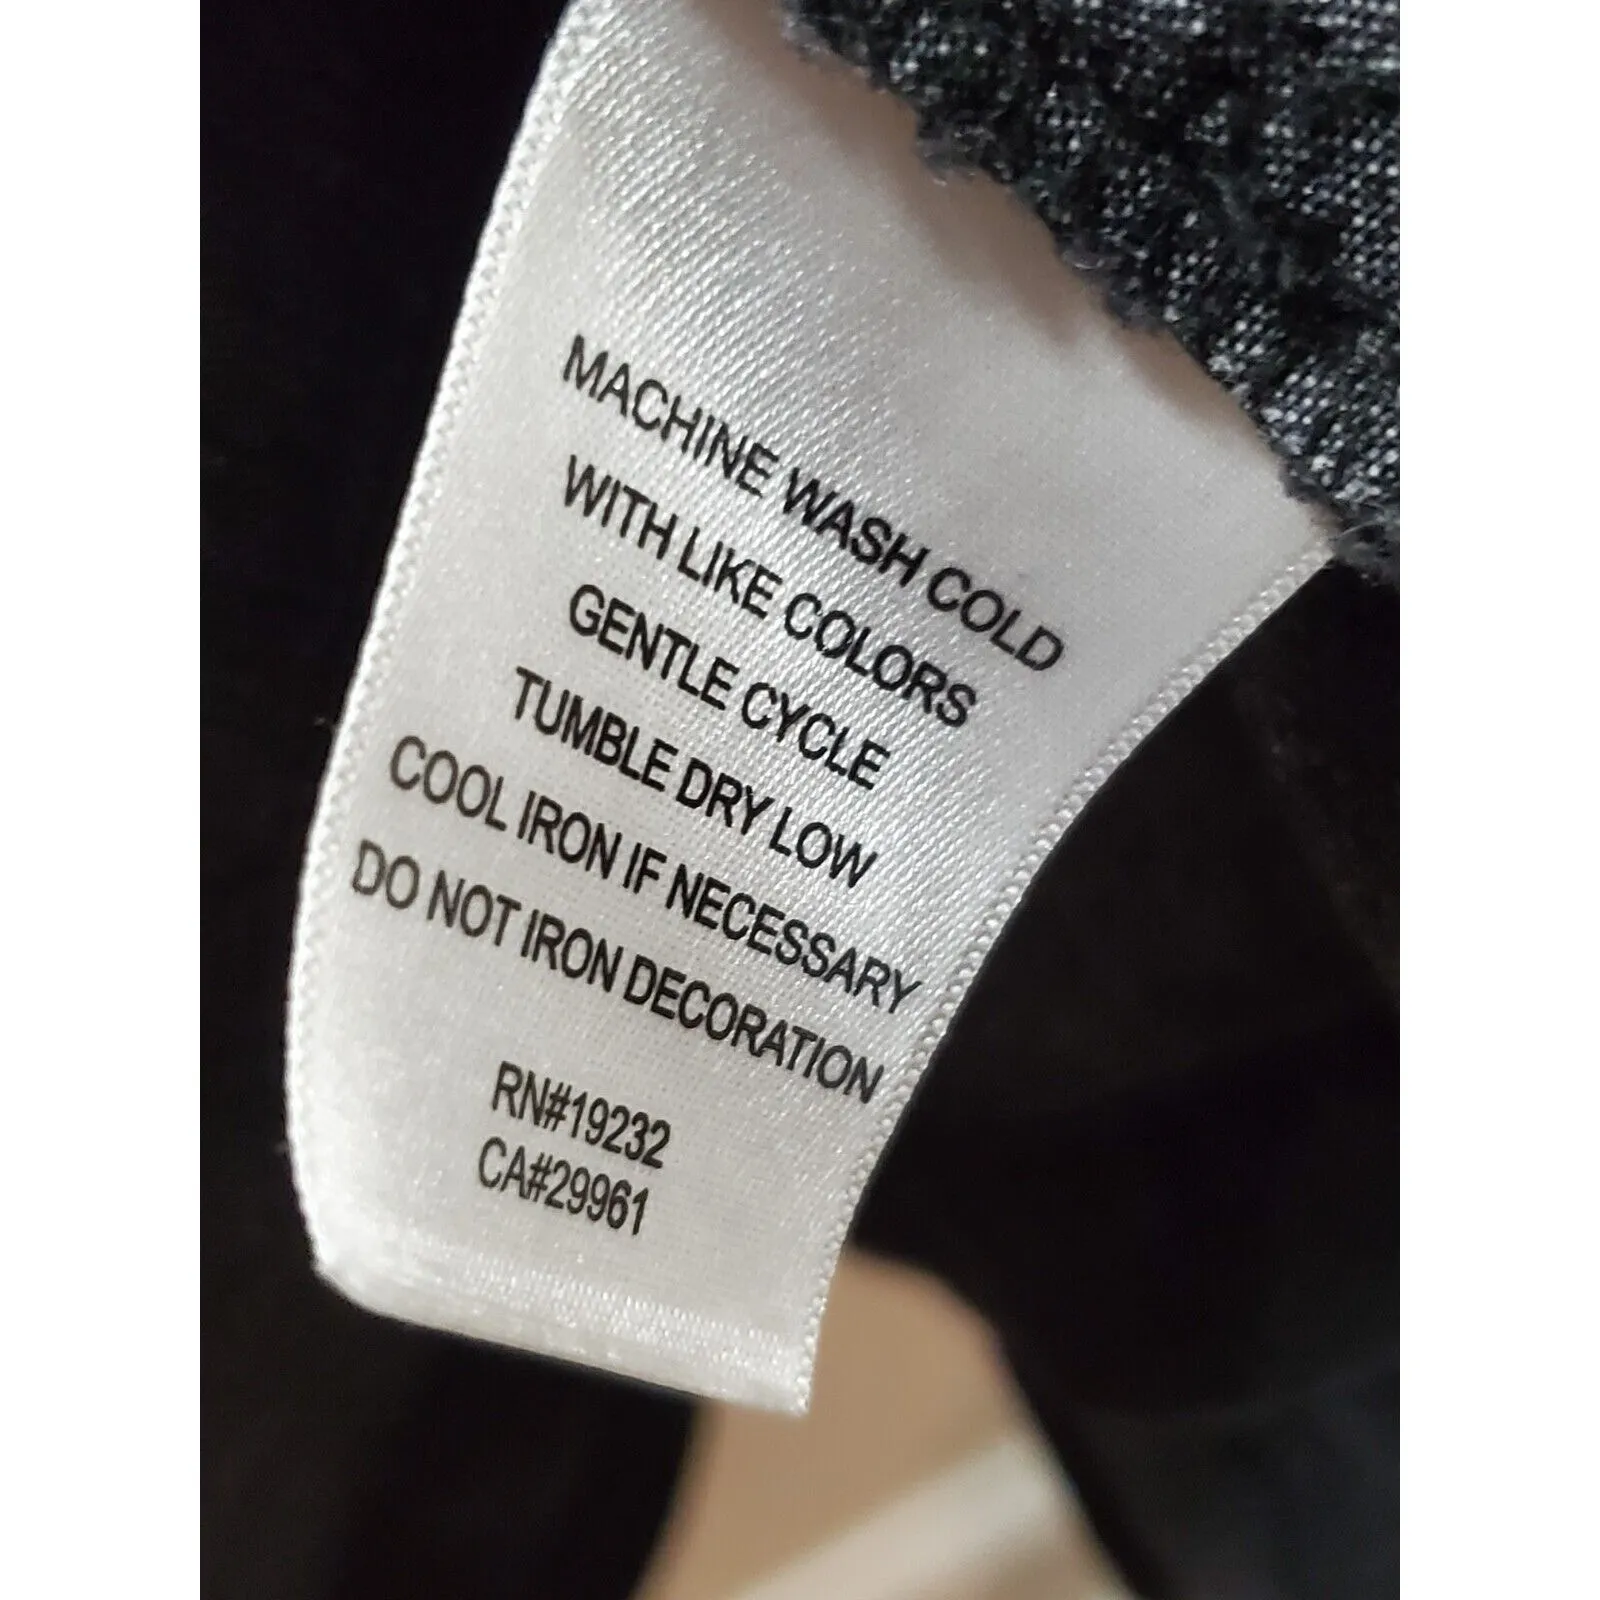 MACHINE WASH COLD
WITH LIKE COLORS
GENTLE CYCLE
TUMBLE DRY LOW
COOL IRON IF NECESSARY
DO NOT IRON DECORATION
RN#19232
CA#29961